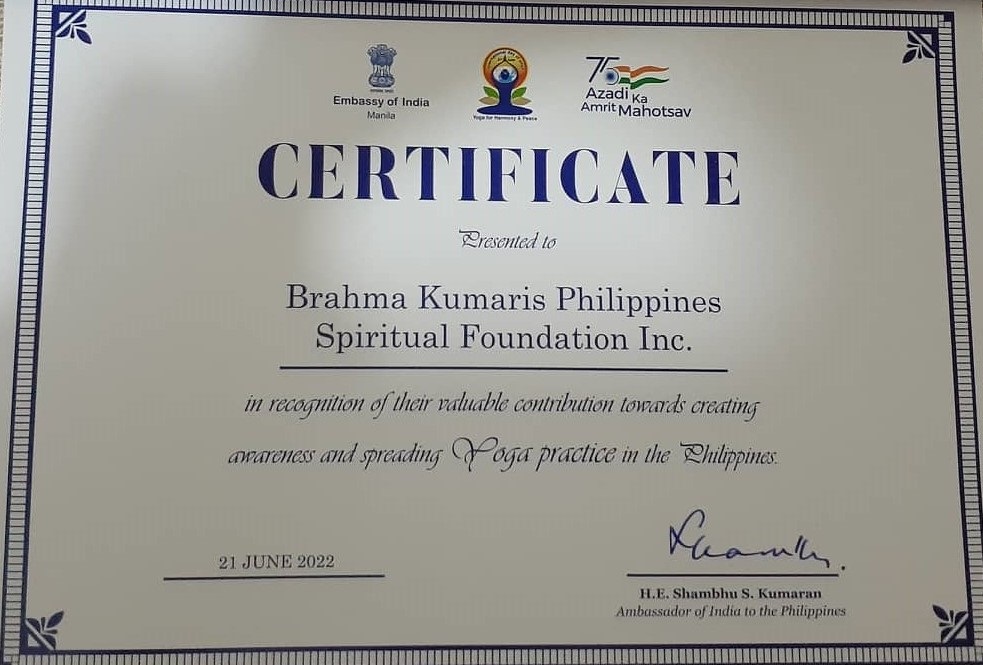 Embassy of India
Manila
Yoga for Harmony & Peace
75
Azadi Ka
Amrit Mahotsav
CERTIFICATE
Presented to
Brahma Kumaris Philippines
Spiritual Foundation Inc.
in recognition of their valuable contribution towards creating
awareness and spreading Yoga practice in the Philippines.
21 JUNE 2022
H.E. Shambhu S. Kumaran
Ambassador of India to the Philippines